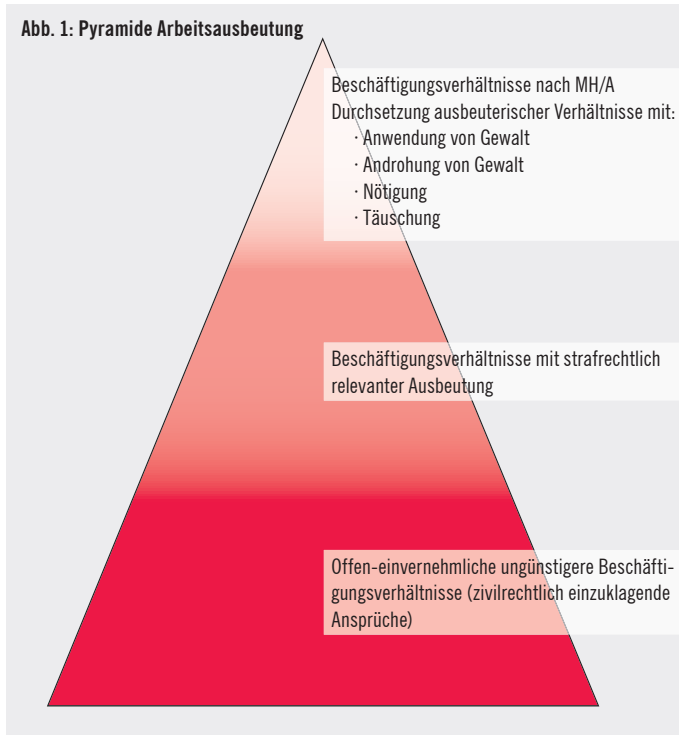 Abb. 1: Pyramide Arbeitsausbeutung
Beschäftigungsverhältnisse nach MH/A
Durchsetzung ausbeuterischer Verhältnisse mit:
· Anwendung von Gewalt
· Androhung von Gewalt
· Nötigung
· Täuschung
Beschäftigungsverhältnisse mit strafrechtlich
relevanter Ausbeutung
Offen-einvernehmliche ungünstigere Beschäfti-
gungsverhältnisse (zivilrechtlich einzuklagende
Ansprüche)